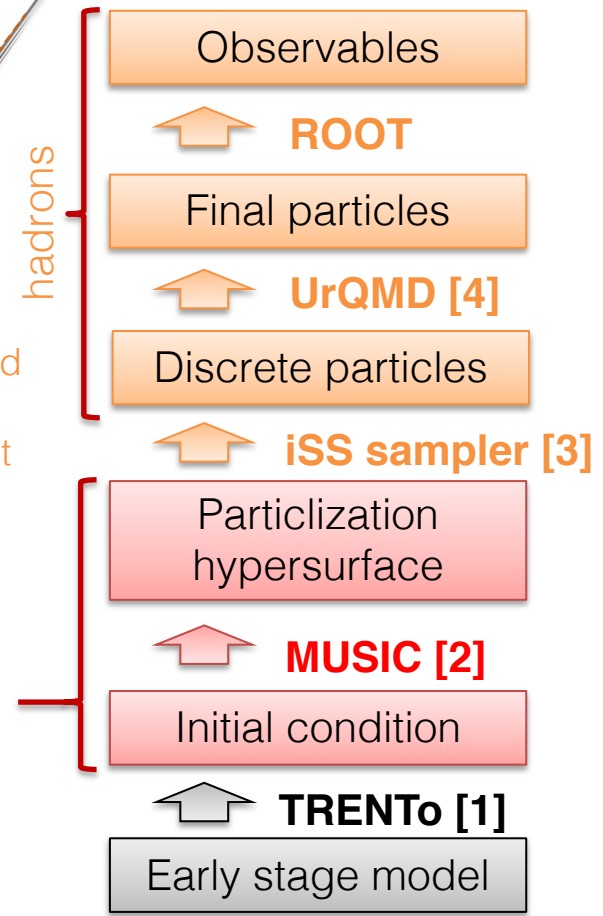 Observables
ROOT
hadrons
Final particles
UrQMD [4]
d
Discrete particles
t
iSS sampler [3]
Particlization
hypersurface
MUSIC [2]
Initial condition
TRENTo [1]
Early stage model